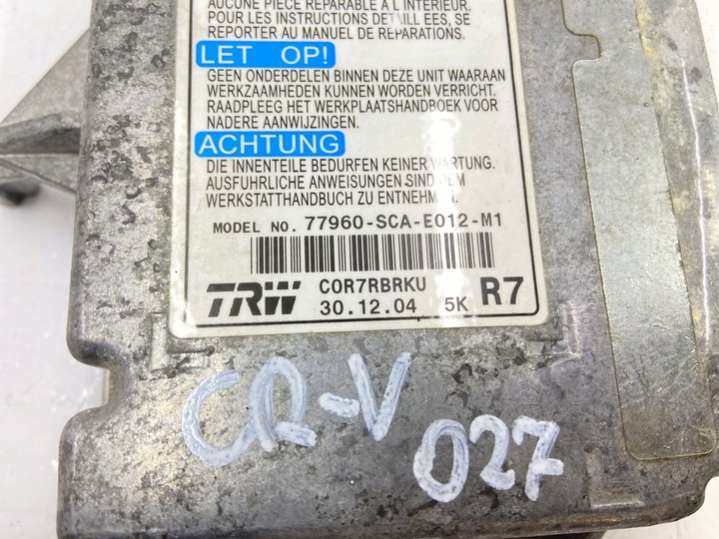 AUCUNE PIECE REPARABLE A L'INTERIEUR.
POUR LES INSTRUCTIONS DETAILLEES, SE
REPORTER AU MANUEL DE REPARATIONS.
LET OP!
GEEN ONDERDELEN BINNEN DEZE UNIT WAARAAN
WERKZAAMHEDEN KUNNEN WORDEN VERRICHT.
RAADPLEEG HET WERKPLAATSHANDBOEK VOOR
NADERE AANWIJZINGEN.
ACHTUNG
DIE INNENTEILE BEDURFEN KEINER WARTUNG.
AUSFUHRLICHE ANWEISUNGEN SIND DEM
WERKSTATTHANDBUCH ZU ENTNEHMEN.
MODEL NO. 77960-SCA-E012-M1
TRW C0R7RBRKU
30.12.04 5K R7
CR-V
027